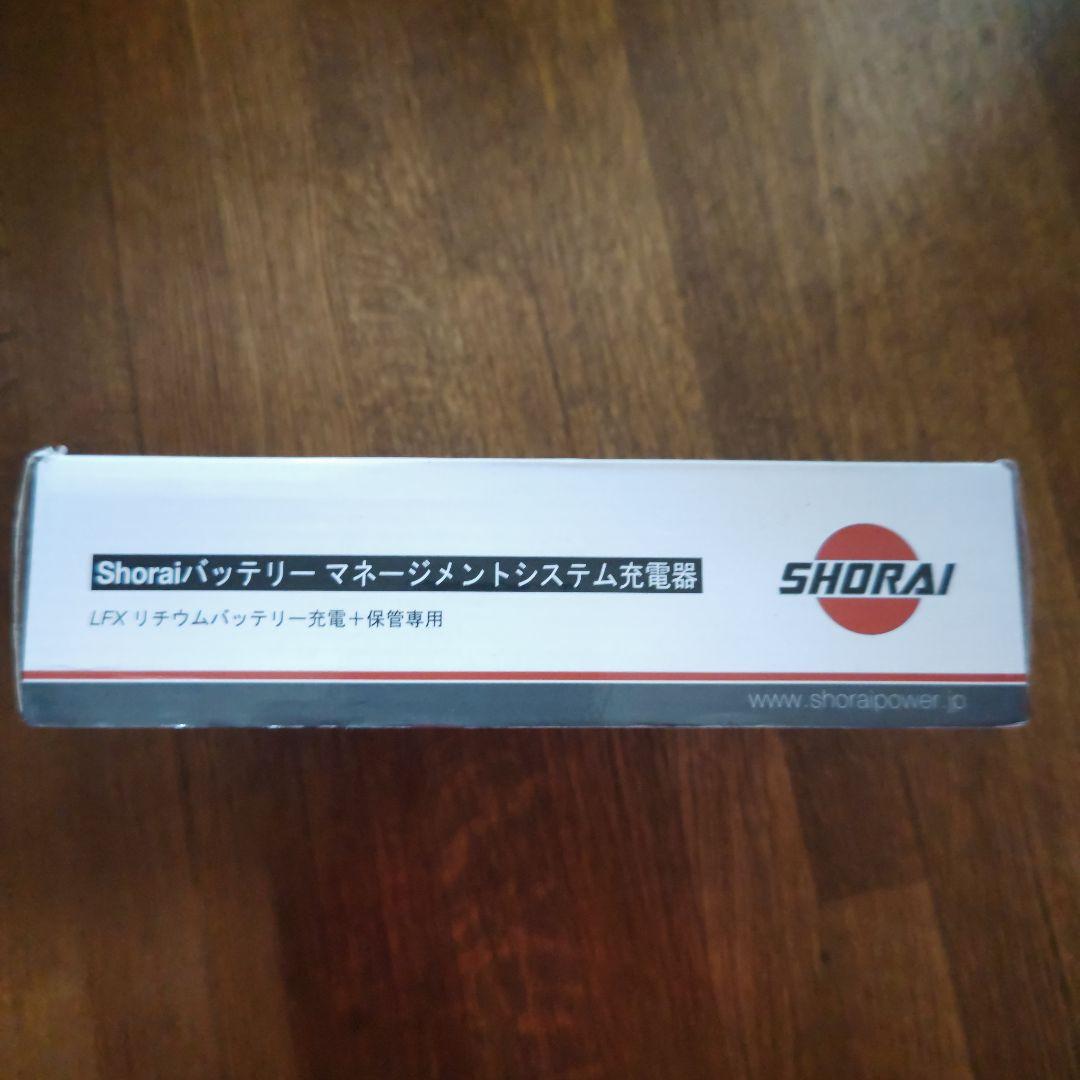 Shoraiバッテリー マネージメントシステム充電器
LFX リチウムバッテリー充電+保管専用
SHORAI
www.shoraipower.jp